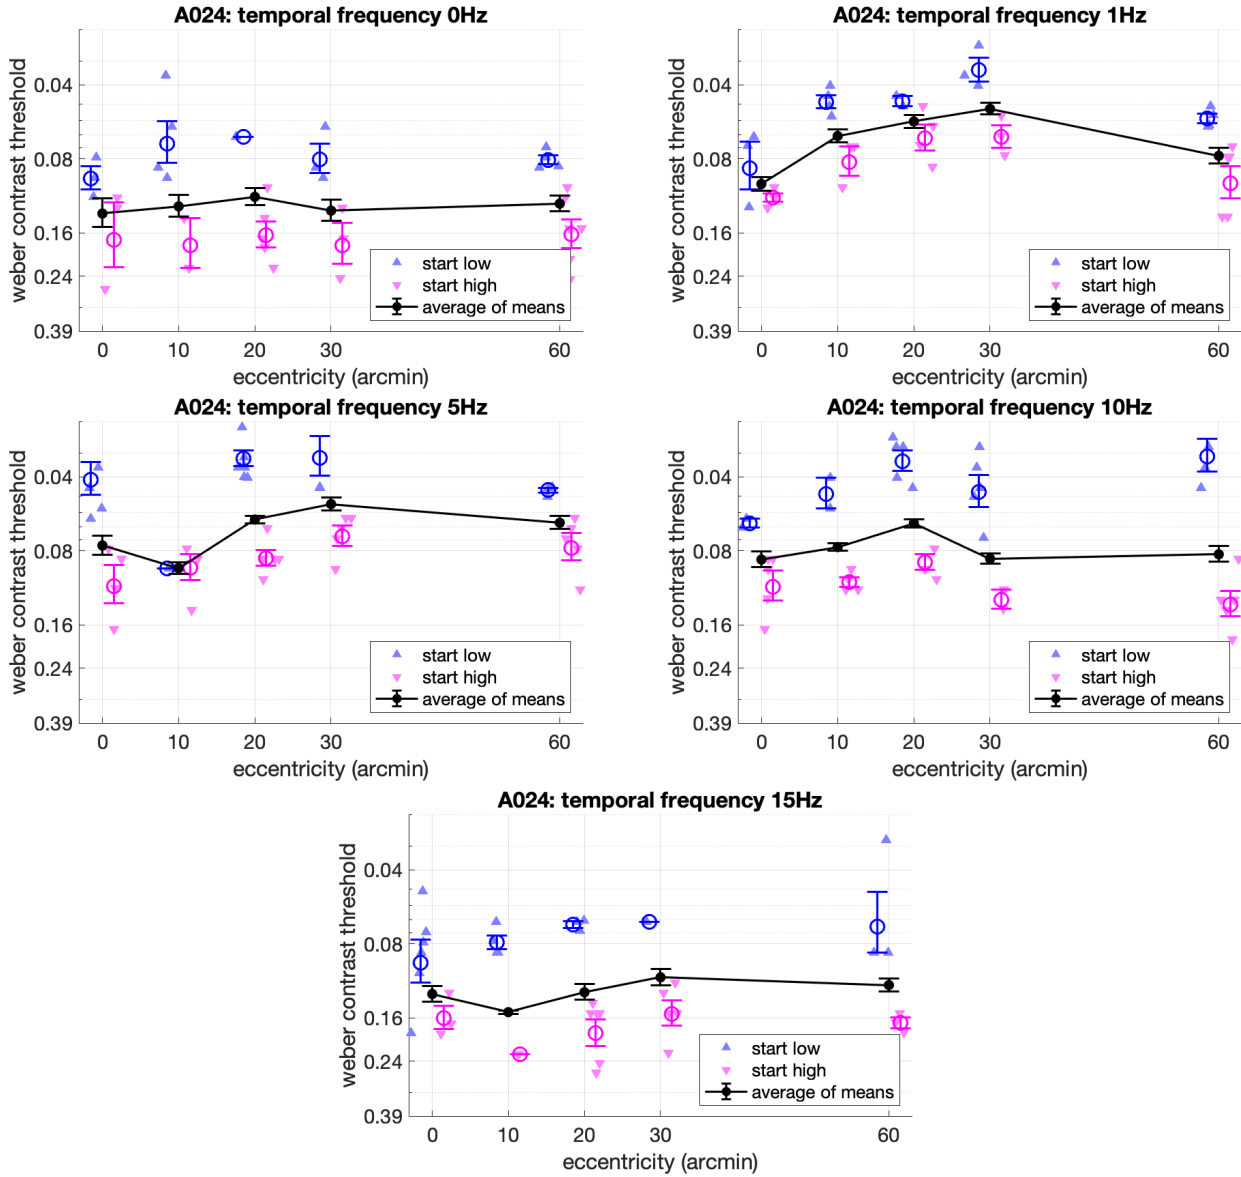 A024: temporal frequency 0Hz
weber contrast threshold
0.04
0.08
0.16
0.24
0.39
0
10
20
30
60
eccentricity (arcmin)
start low
start high
average of means
A024: temporal frequency 1Hz
weber contrast threshold
0.04
0.08
0.16
0.24
0.39
0
10
20
30
60
eccentricity (arcmin)
start low
start high
average of means
A024: temporal frequency 5Hz
weber contrast threshold
0.04
0.08
0.16
0.24
0.39
0
10
20
30
60
eccentricity (arcmin)
start low
start high
average of means
A024: temporal frequency 10Hz
weber contrast threshold
0.04
0.08
0.16
0.24
0.39
0
10
20
30
60
eccentricity (arcmin)
start low
start high
average of means
A024: temporal frequency 15Hz
weber contrast threshold
0.04
0.08
0.16
0.24
0.39
0
10
20
30
60
eccentricity (arcmin)
start low
start high
average of means